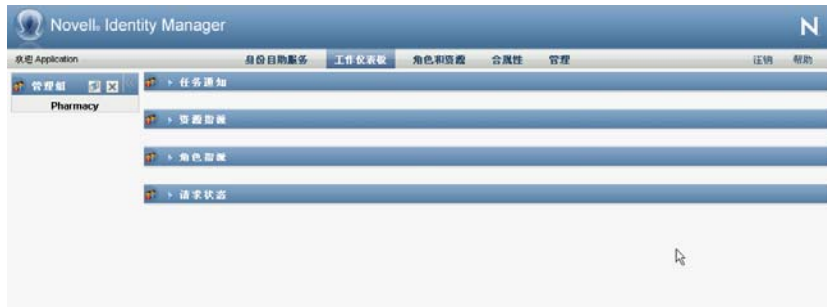 Novell® Identity Manager
N
欢迎 Application
身份自助服务 工作仪表板 角色和资源 合规性 管理 注销 帮助
管理组
Pharmacy
任务通知
资源指派
角色指派
请求状态